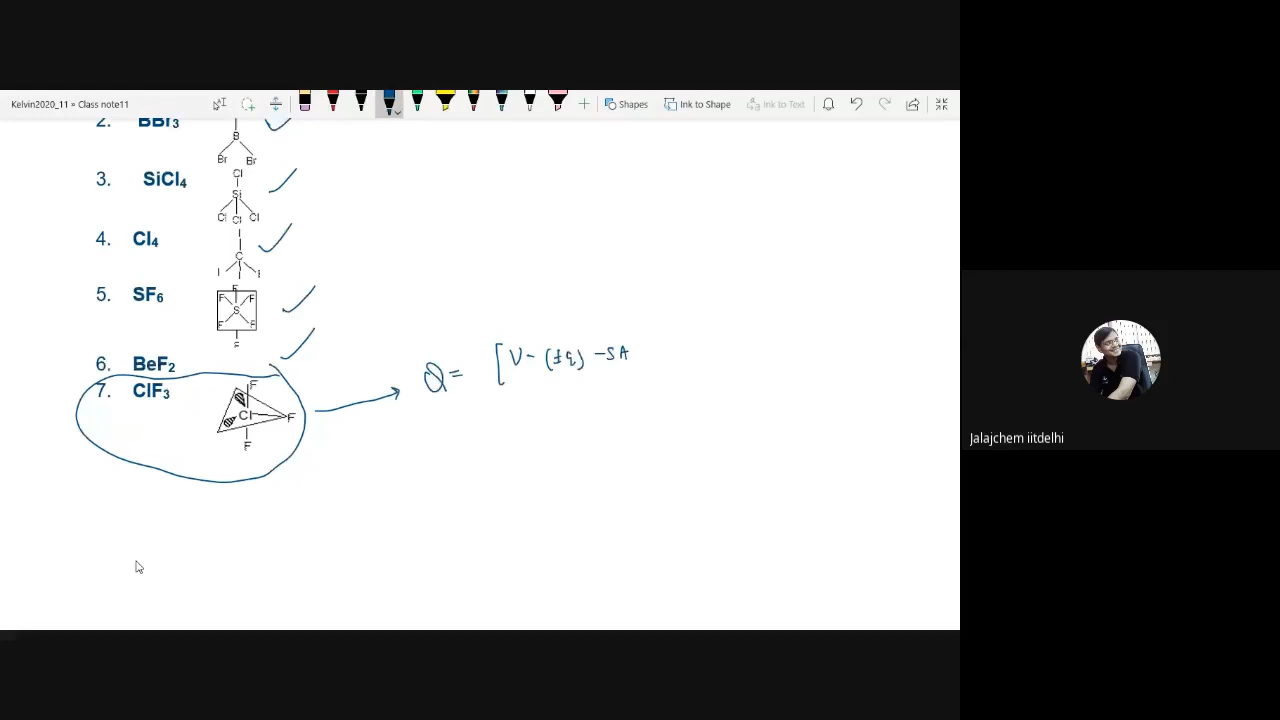 Kelvin2020_11 » Class note11
Shapes
Ink to Shape
Ink to Text
2. BBr3
B
Br Br
3. SiCl4
Cl
Si
Cl Cl Cl
4. CI4
I
C
I I I
5. SF6
F
F F
S
F F
F
6. BeF2
7. ClF3
F
Cl F
F
Q = [V - (±q) - SA
Jalajchem iitdelhi